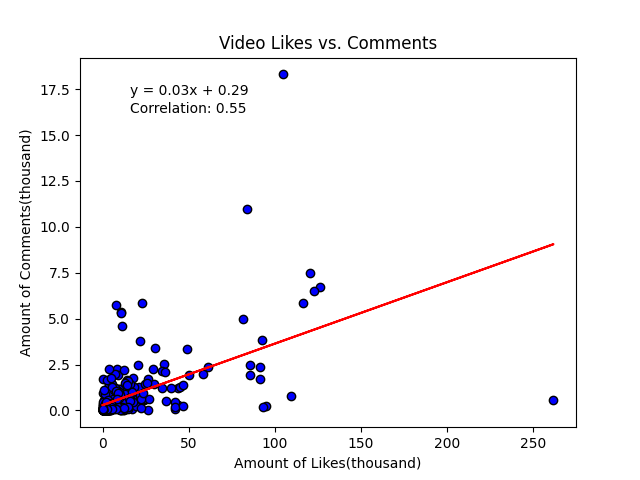 Video Likes vs. Comments
y = 0.03x + 0.29
Correlation: 0.55
17.5
15.0
12.5
10.0
7.5
5.0
2.5
0.0
Amount of Comments(thousand)
0 50 100 150 200 250
Amount of Likes(thousand)